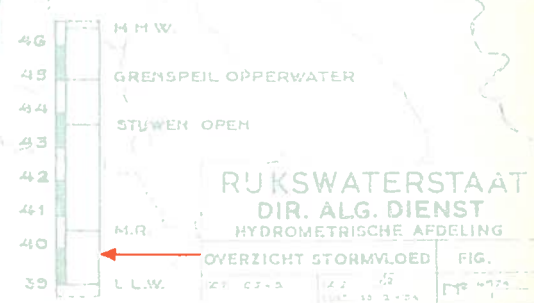 M.H.W.
46
45 GRENSPEIL OPPERWATER
44
STUWEN OPEN
43
42
RIJKSWATERSTAAT
41
DIR. ALG. DIENST
M.R.
HYDROMETRISCHE AFDELING
40
OVERZICHT STORMVLOED FIG.
39 L.L.W.